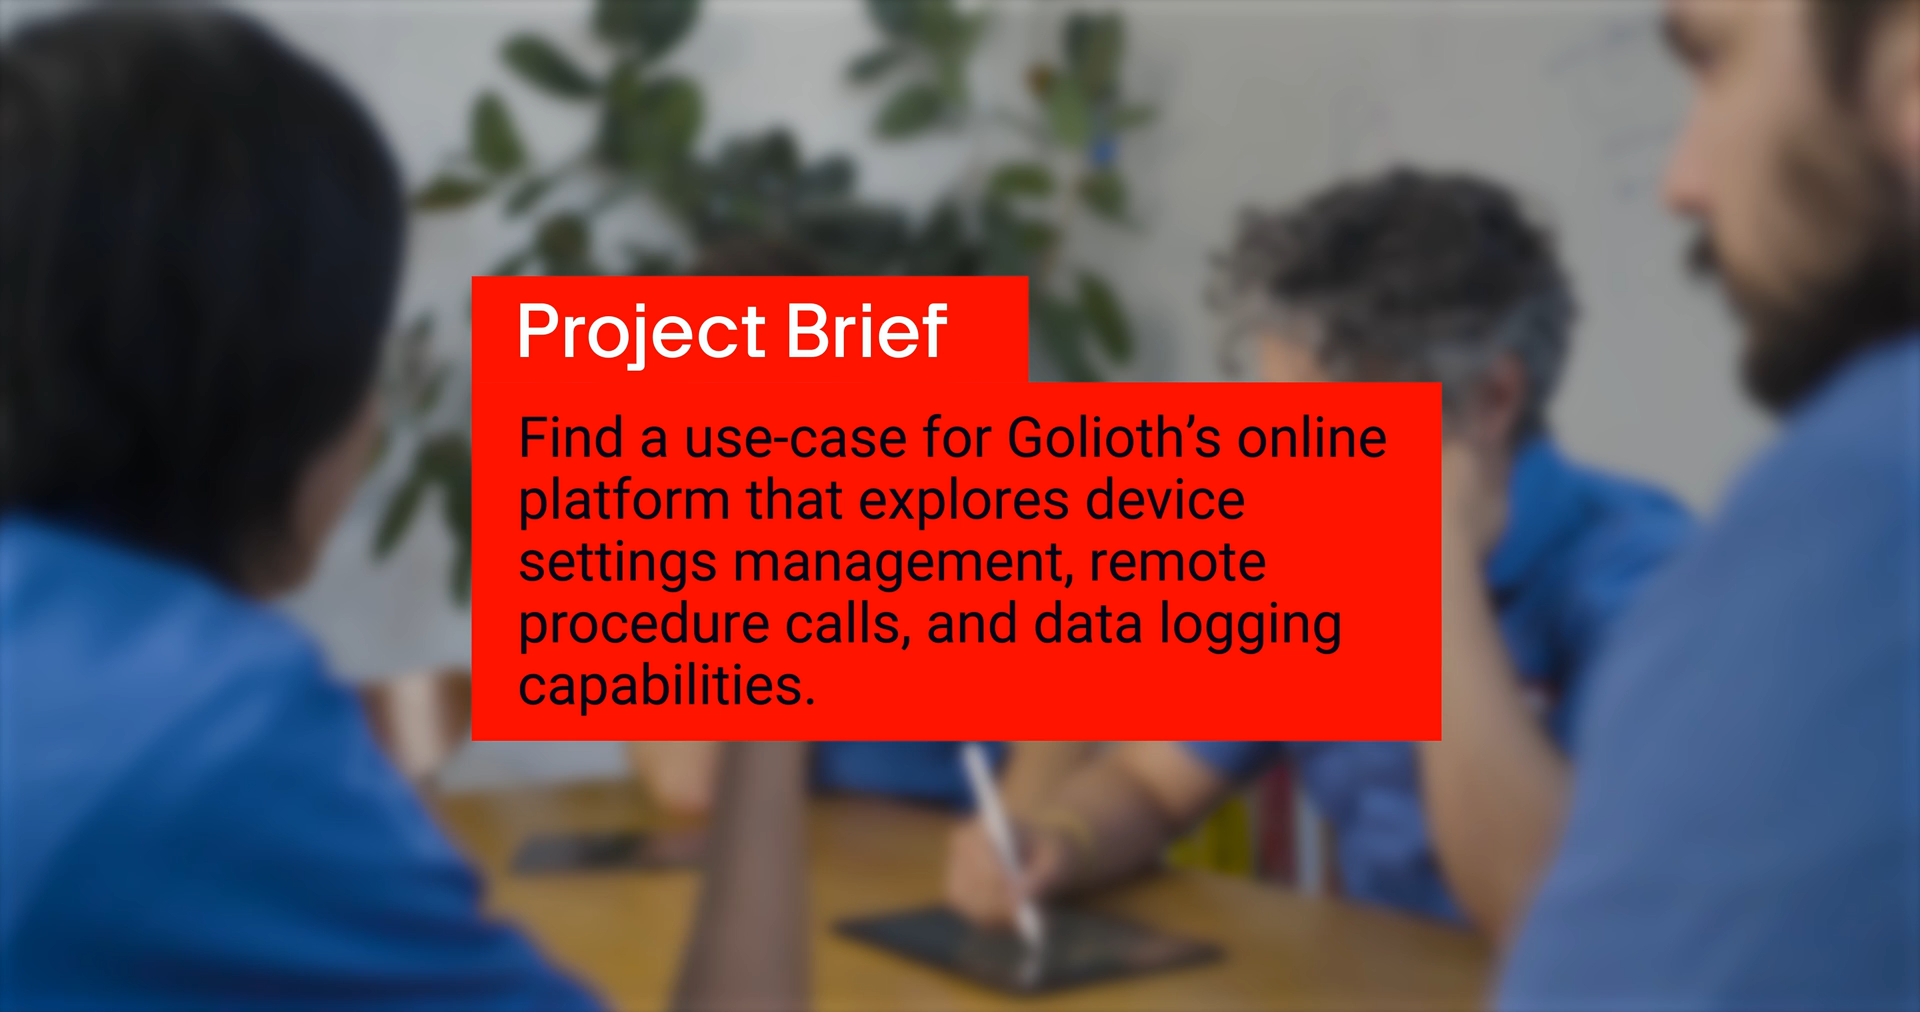 Project Brief
Find a use-case for Golioth’s online
platform that explores device
settings management, remote
procedure calls, and data logging
capabilities.